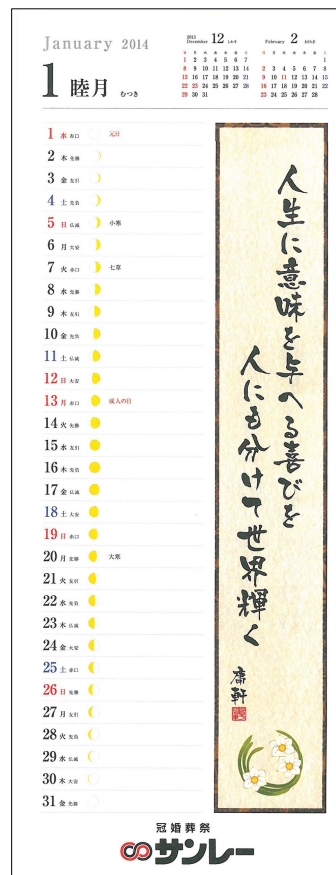 January 2014
1 睦月 むつき
2013 December 12 しわす
1 2 3 4 5 6 7
8 9 10 11 12 13 14
15 16 17 18 19 20 21
22 23 24 25 26 27 28
29 30 31
February 2 きさらぎ
1
2 3 4 5 6 7 8
9 10 11 12 13 14 15
16 17 18 19 20 21 22
23 24 25 26 27 28
1 水 赤口 元日
2 木 先勝
3 金 友引
4 土 先負
5 日 仏滅 小寒
6 月 大安
7 火 赤口 七草
8 水 先勝
9 木 友引
10 金 先負
11 土 仏滅
12 日 大安
13 月 赤口 成人の日
14 火 先勝
15 水 友引
16 木 先負
17 金 仏滅
18 土 大安
19 日 赤口
20 月 先勝 大寒
21 火 友引
22 水 先負
23 木 仏滅
24 金 大安
25 土 赤口
26 日 先勝
27 月 友引
28 火 先負
29 水 仏滅
30 木 大安
31 金 先勝
人生に意味を与へる喜びを
人にも分けて世界輝く
庸軒
冠婚葬祭
サンレー